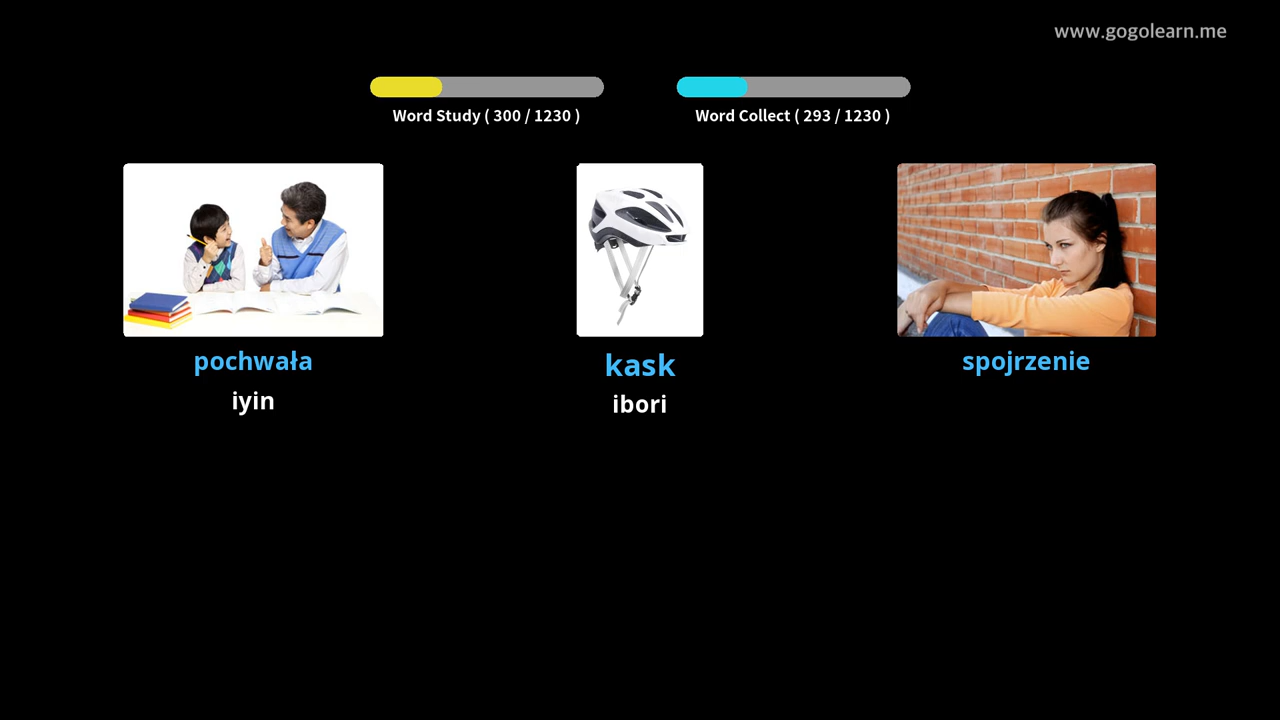 www.gogolearn.me
Word Study ( 300 / 1230 )
Word Collect ( 293 / 1230 )
pochwała
kask
spojrzenie
iyin
ibori